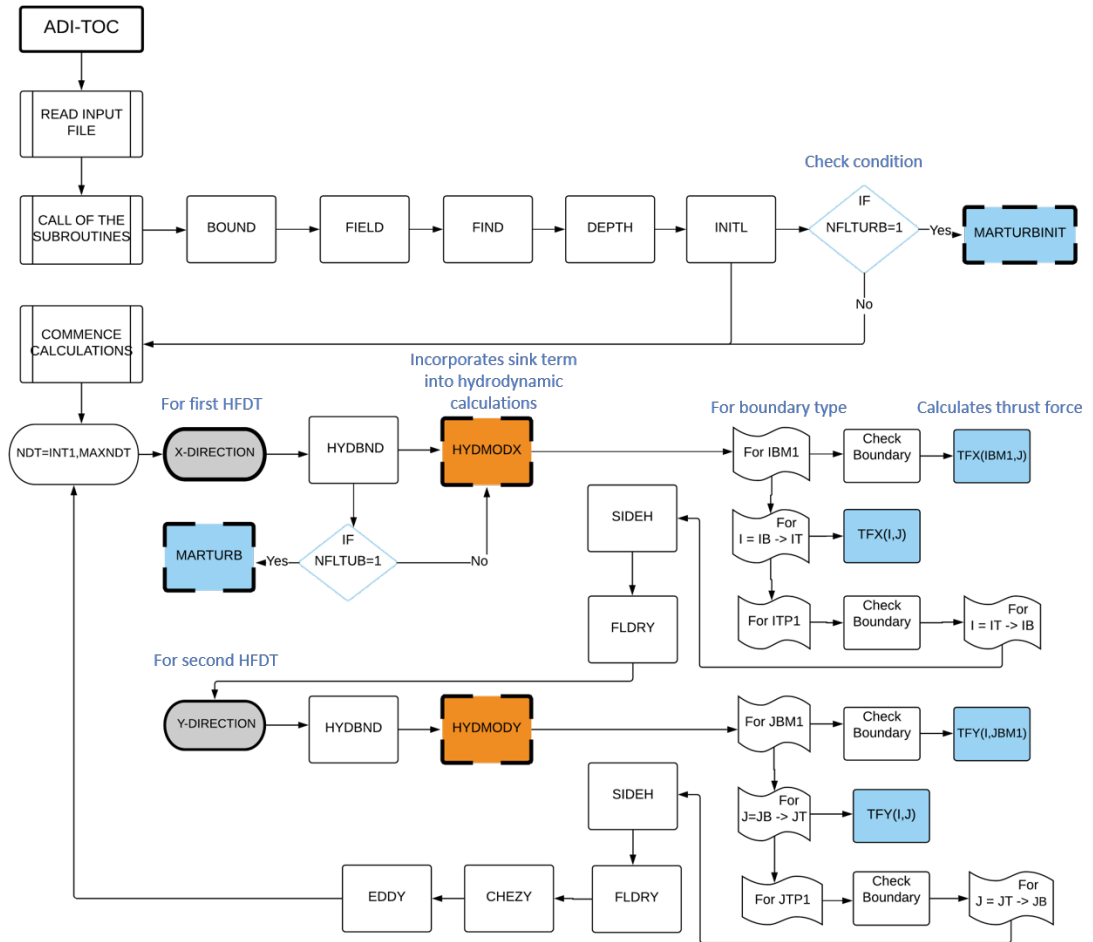 ADI-TOC
READ INPUT
FILE
Check condition
CALL OF THE
SUBROUTINES
BOUND
FIELD
FIND
DEPTH
INITL
IF
NFLTURB=1
Yes
MARTURBINIT
No
COMMENCE
CALCULATIONS
Incorporates sink term
into hydrodynamic
calculations
For first HFDT
For boundary type
Calculates thrust force
NDT=INT1,MAXNDT
X-DIRECTION
HYDBND
HYDMODX
For IBM1
Check
Boundary
TFX(IBM1,J)
MARTURB
Yes
IF
NFLTUB=1
No
SIDEH
For
I = IB -> IT
TFX(I,J)
FLDRY
For ITP1
Check
Boundary
For
I = IT -> IB
For second HFDT
Y-DIRECTION
HYDBND
HYDMODY
For JBM1
Check
Boundary
TFY(I,JBM1)
SIDEH
For
J=JB -> JT
TFY(I,J)
EDDY
CHEZY
FLDRY
For JTP1
Check
Boundary
For
J = JT -> JB